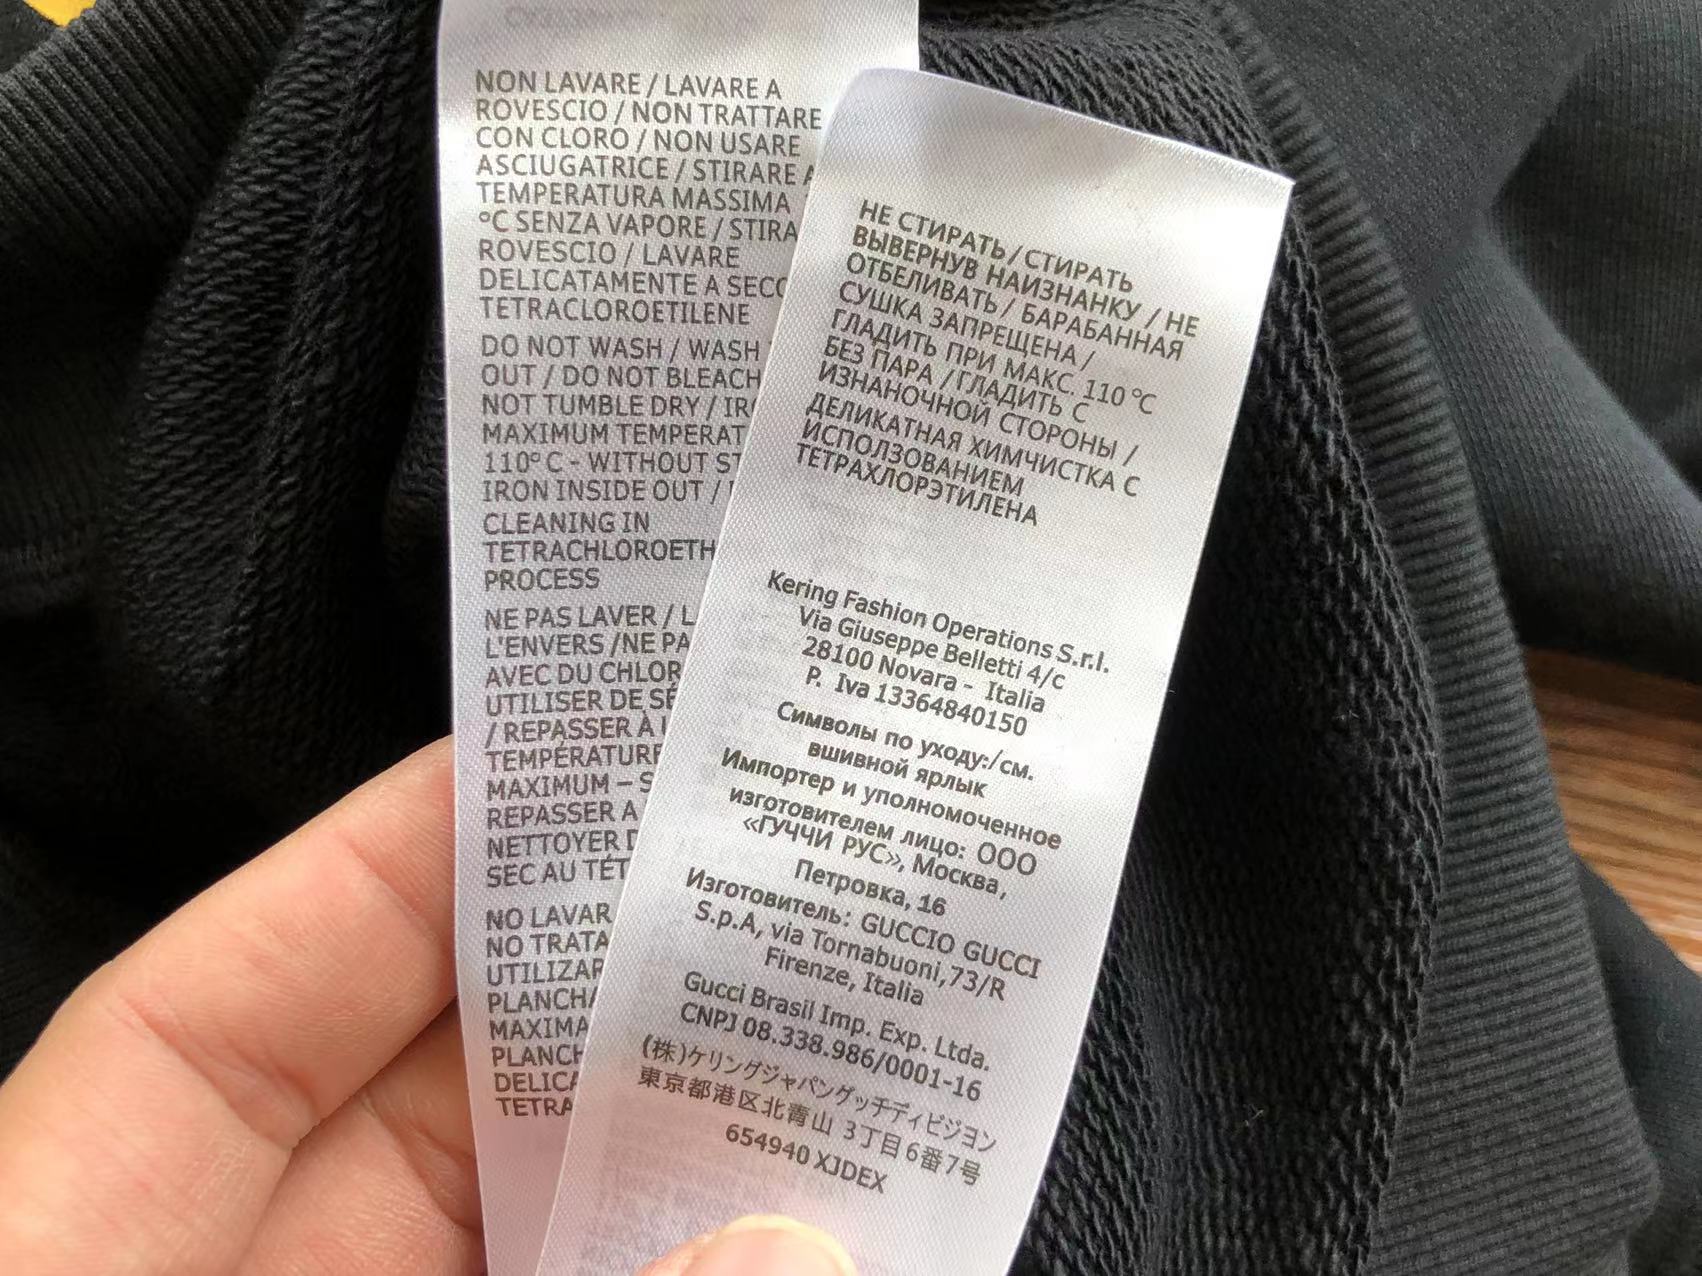 NON LAVARE / LAVARE A
ROVESCIO / NON TRATTARE
CON CLORO / NON USARE
ASCIUGATRICE / STIRARE A
TEMPERATURA MASSIMA
°C SENZA VAPORE / STIRA
ROVESCIO / LAVARE
DELICATAMENTE A SECC
TETRACLOROETILENE
DO NOT WASH / WASH
OUT / DO NOT BLEACH
NOT TUMBLE DRY / IR
MAXIMUM TEMPERAT
110° C - WITHOUT ST
IRON INSIDE OUT /
CLEANING IN
TETRACHLOROETH
PROCESS
NE PAS LAVER / L
L'ENVERS /NE PA
AVEC DU CHLOR
UTILISER DE SÉ
/ REPASSER À
TEMPÉRATURE
MAXIMUM – S
REPASSER A
NETTOYER D
SEC AU TÉT
NO LAVAR
NO TRATA
UTILIZAR
PLANCHA
MAXIMA
PLANCH
DELICA
TETRA
НЕ СТИРАТЬ / СТИРАТЬ
ВЫВЕРНУВ НАИЗНАНКУ / НЕ
ОТБЕЛИВАТЬ / БАРАБАННАЯ
СУШКА ЗАПРЕЩЕНА /
ГЛАДИТЬ ПРИ МАКС. 110 °C
БЕЗ ПАРА /ГЛАДИТЬ С
ИЗНАНОЧНОЙ СТОРОНЫ /
ДЕЛИКАТНАЯ ХИМЧИСТКА С
ИСПОЛЗОВАНИЕМ
ТЕТРАХЛОРЭТИЛЕНА
Kering Fashion Operations S.r.l.
Via Giuseppe Belletti 4/c
28100 Novara - Italia
P. Iva 13364840150
Символы по уходу:/см.
вшивной ярлык
Импортер и уполномоченное
изготовителем лицо: ООО
«ГУЧЧИ РУС», Москва,
Петровка, 16
Изготовитель: GUCCIO GUCCI
S.p.A, via Tornabuoni,73/R
Firenze, Italia
Gucci Brasil Imp. Exp. Ltda.
CNPJ 08.338.986/0001-16
(株)ケリングジャパングッチディビジヨン
東京都港区北青山 3丁目6番7号
654940 XJDEX